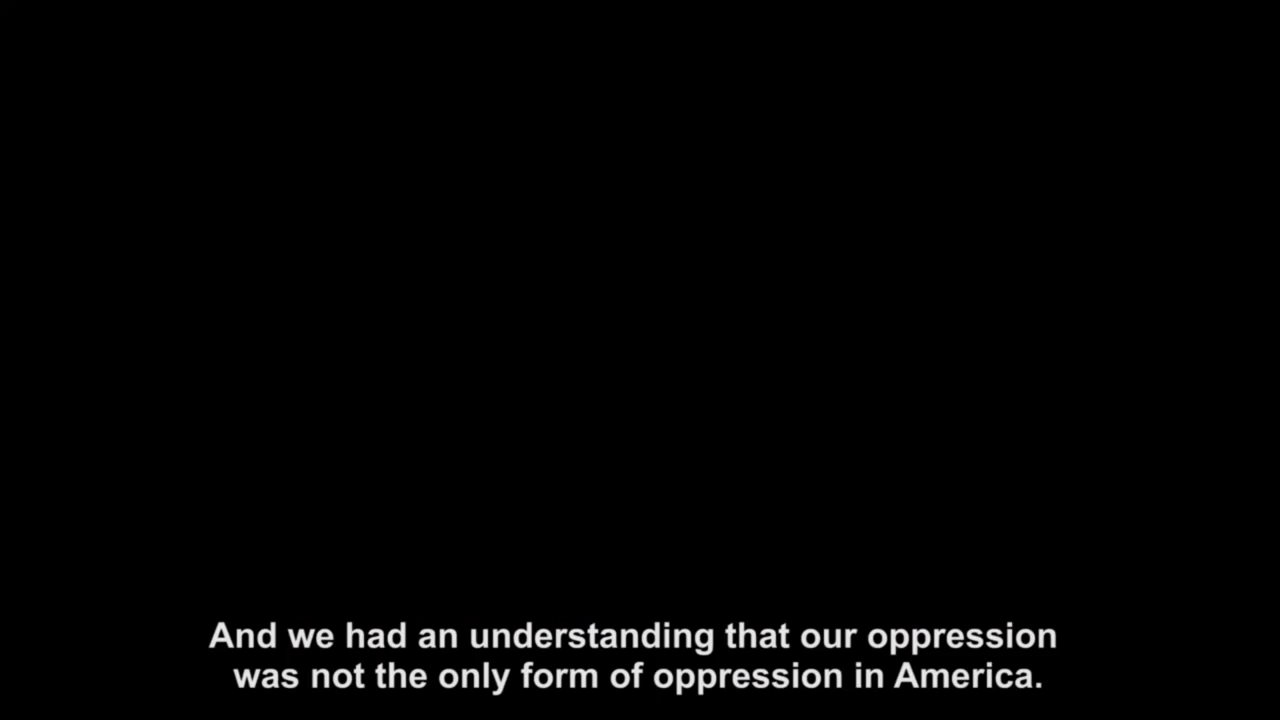 And we had an understanding that our oppression
was not the only form of oppression in America.